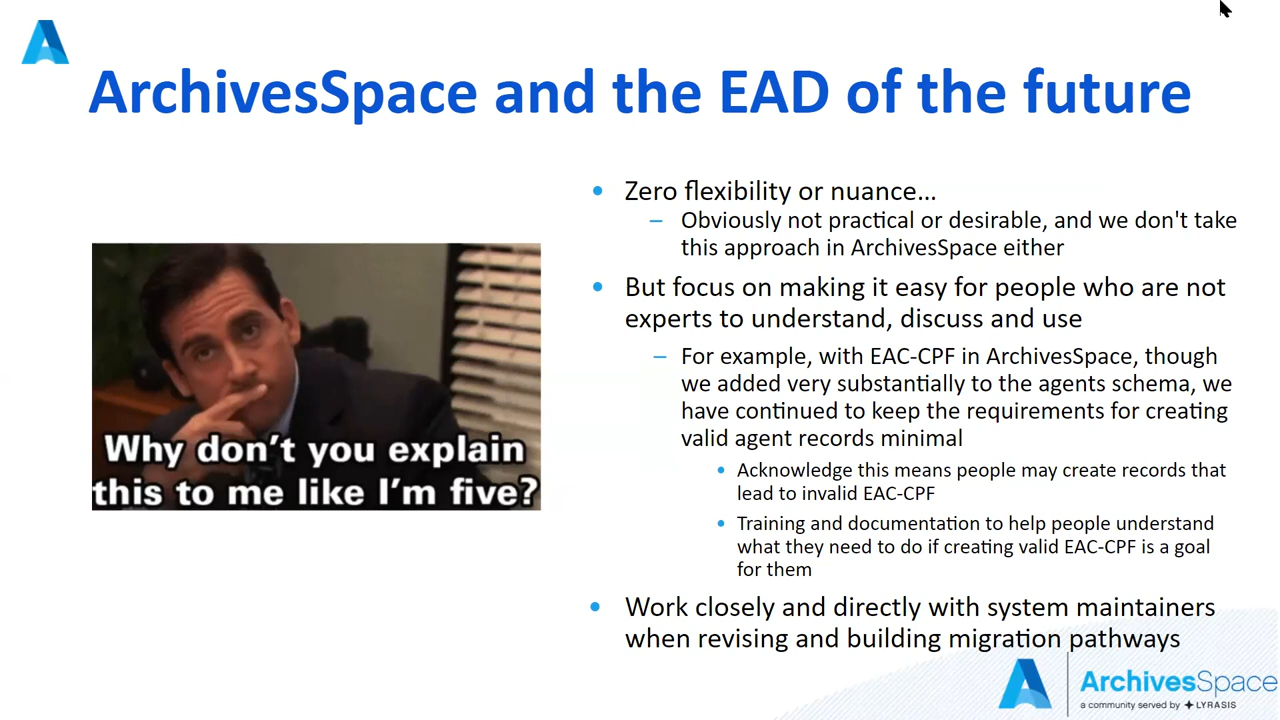 ArchivesSpace and the EAD of the future
Why don't you explain
this to me like I'm five?
Zero flexibility or nuance...
Obviously not practical or desirable, and we don't take
this approach in ArchivesSpace either
But focus on making it easy for people who are not
experts to understand, discuss and use
For example, with EAC-CPF in ArchivesSpace, though
we added very substantially to the agents schema, we
have continued to keep the requirements for creating
valid agent records minimal
Acknowledge this means people may create records that
lead to invalid EAC-CPF
Training and documentation to help people understand
what they need to do if creating valid EAC-CPF is a goal
for them
Work closely and directly with system maintainers
when revising and building migration pathways
ArchivesSpace
a community served by LYRASIS